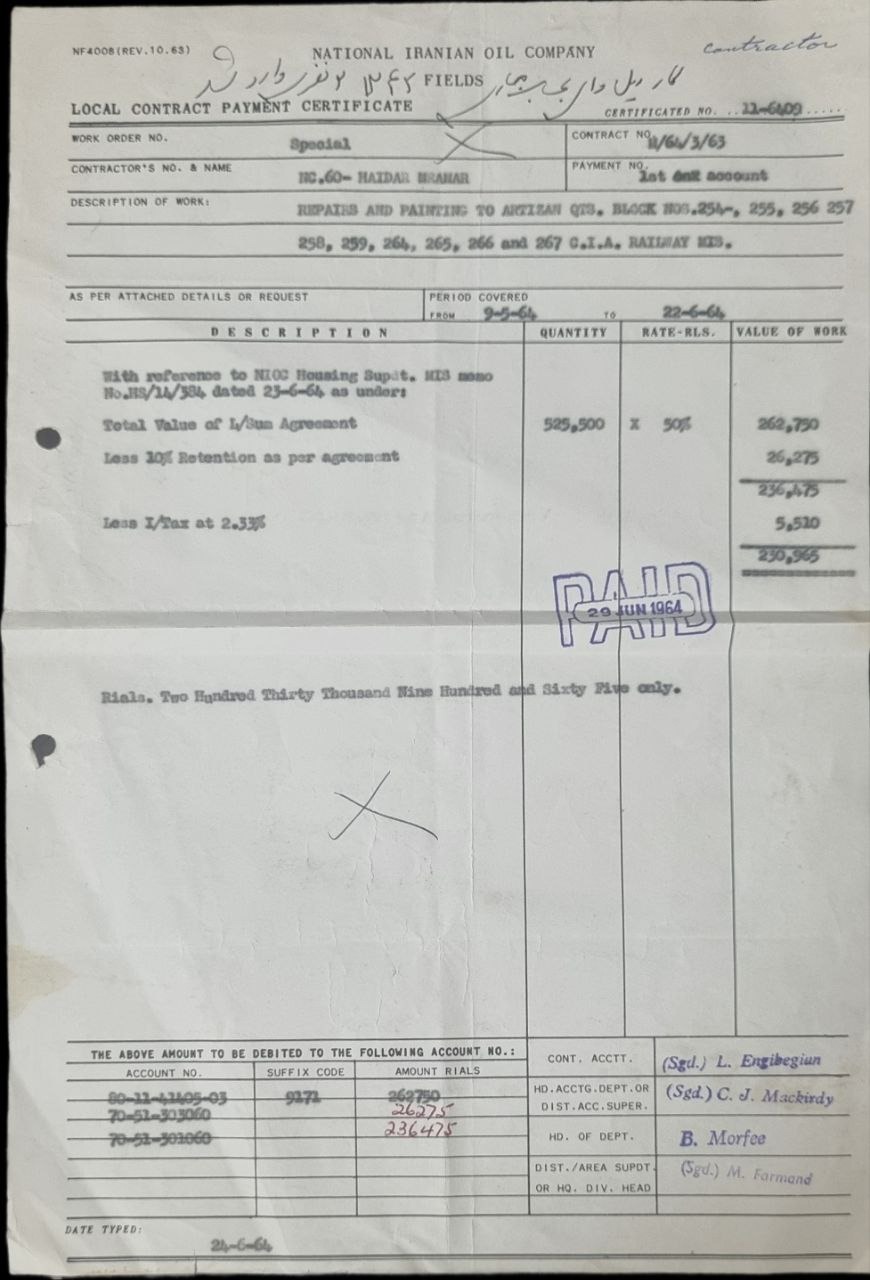 NF4008(REV.10.63)
NATIONAL IRANIAN OIL COMPANY
contractor
FIELDS
LOCAL CONTRACT PAYMENT CERTIFICATE
CERTIFICATED NO. ..11-6409.....
WORK ORDER NO. Special
CONTRACT NO. /64/3/63
CONTRACTOR'S NO. & NAME NC.60- HAIDAR
PAYMENT NO. 1st account
DESCRIPTION OF WORK: REPAIRS AND PAINTING TO ARTIZAN QTS. BLOCK NOS.254-, 255, 256 257
258, 259, 264, 265, 266 and 267 C.I.A. RAILWAY MIS.
AS PER ATTACHED DETAILS OR REQUEST
PERIOD COVERED
FROM 9-5-64 TO 22-6-64
DESCRIPTION QUANTITY RATE-RLS. VALUE OF WORK
With reference to NIOC Housing Supdt. MIS memo
No.HS/14/384 dated 23-6-64 as under:
Total Value of L/Sum Agreement 525,500 X 50% 262,750
Less 10% Retention as per agreement 26,275
236,475
Less I/Tax at 2.33% 5,510
230,965
PAID
29 JUN 1964
Rials. Two Hundred Thirty Thousand Nine Hundred and Sixty Five only.
THE ABOVE AMOUNT TO BE DEBITED TO THE FOLLOWING ACCOUNT NO.:
ACCOUNT NO. SUFFIX CODE AMOUNT RIALS
80-11-41405-03 9171 262750
70-51-303060 26275
70-51-301060 236475
CONT. ACCTT. (Sgd.) L. Engibegian
HD.ACCTG.DEPT.OR
DIST.ACC.SUPER. (Sgd.) C. J. Mackirdy
HD. OF DEPT. B. Morfee
DIST./AREA SUPDT.
OR HQ. DIV. HEAD (Sgd.) M. Farmand
DATE TYPED:
24-6-64